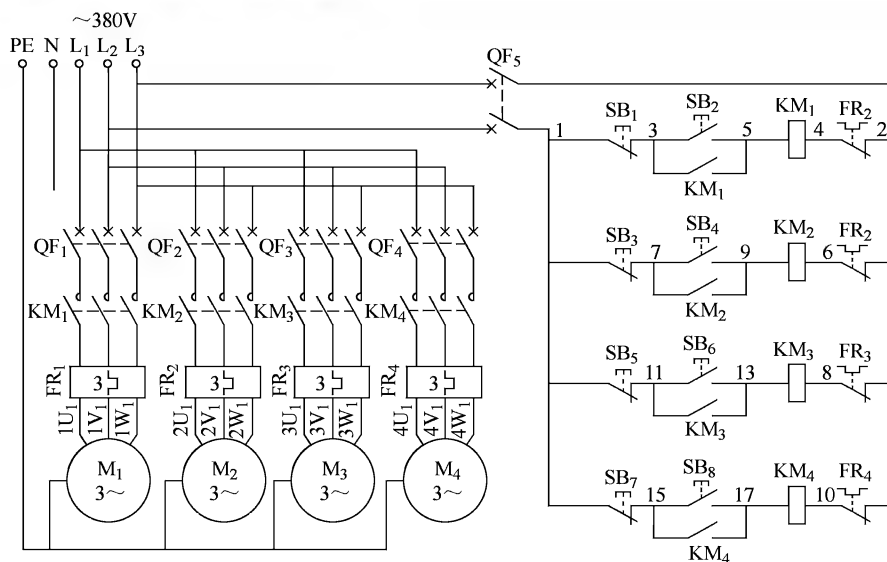 ~380V
PE N L₁ L₂ L₃
QF₅
SB₂ KM₁ FR₂
1 SB₁ 3 5 4 2
KM₁
QF₁ QF₂ QF₃ QF₄
SB₄ KM₂ FR₂
SB₃ 7 9 6
KM₂
KM₁ KM₂ KM₃ KM₄
SB₆ KM₃ FR₃
SB₅ 11 13 8
KM₃
FR₁ 3 FR₂ 3 FR₃ 3 FR₄ 3
1U₁ 1V₁ 1W₁ 2U₁ 2V₁ 2W₁ 3U₁ 3V₁ 3W₁ 4U₁ 4V₁ 4W₁
M₁ M₂ M₃ M₄
3~ 3~ 3~ 3~
SB₈ KM₄ FR₄
SB₇ 15 17 10
KM₄